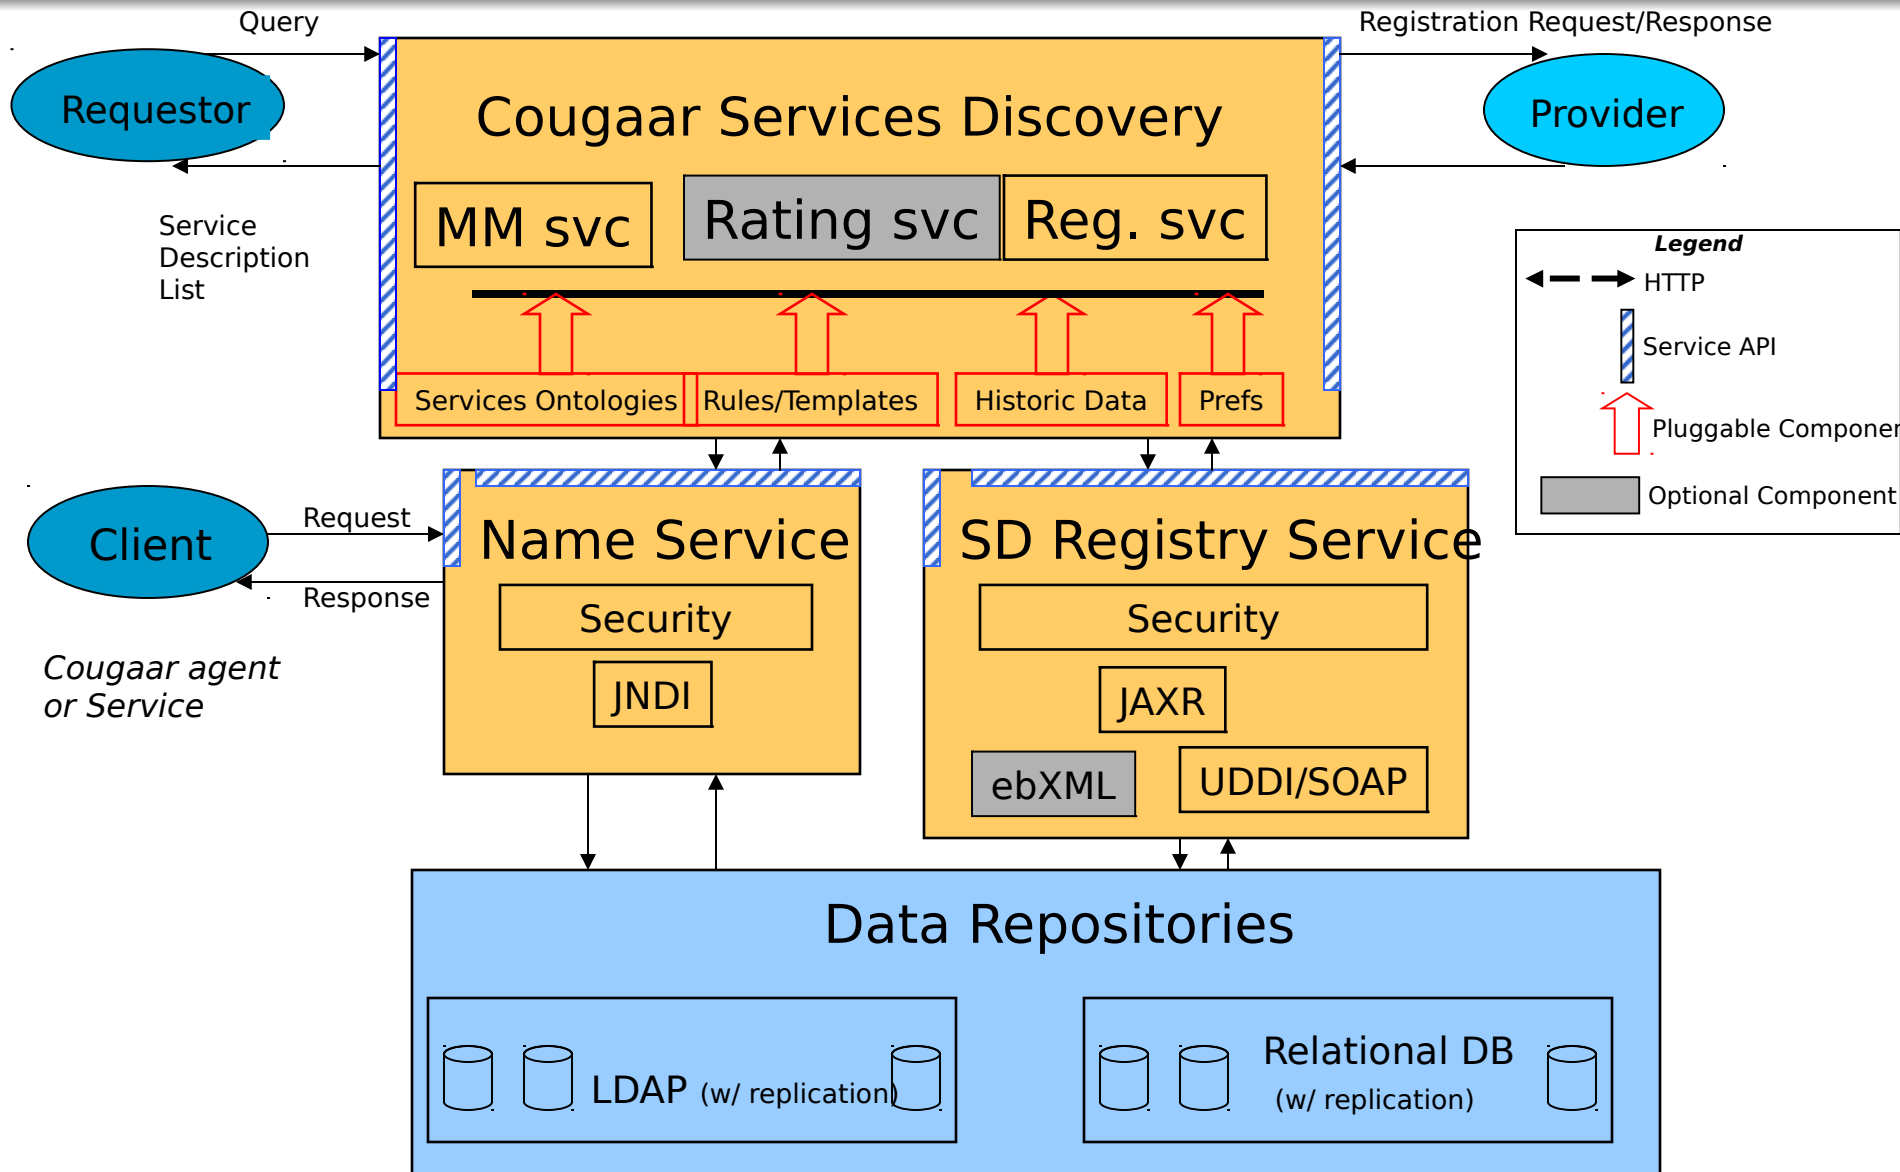 Query
Registration Request/Response
Requestor
Cougaar Services Discovery
Provider
MM svc
Rating svc
Reg. svc
Service
Description
List
Legend
HTTP
Service API
Pluggable Componen
Optional Component
Services Ontologies
Rules/Templates
Historic Data
Prefs
Client
Request
Response
Name Service
SD Registry Service
Security
Security
JNDI
JAXR
Cougaar agent
or Service
ebXML
UDDI/SOAP
Data Repositories
LDAP (w/ replication)
Relational DB
(w/ replication)